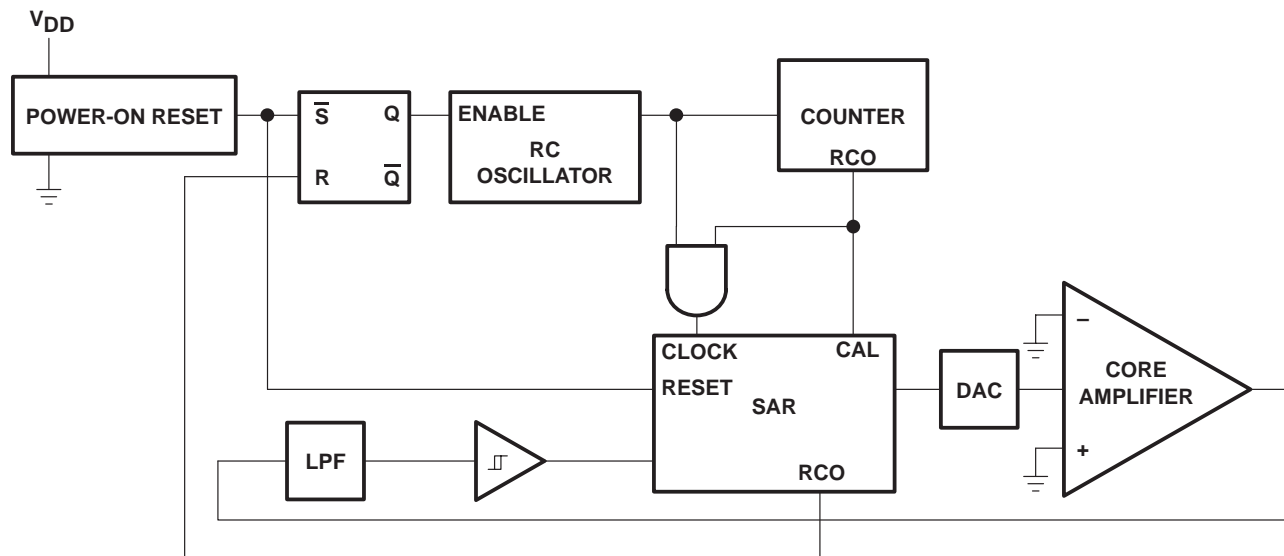 VDD
POWER-ON RESET
S̅
Q
R
Q̅
ENABLE
RC
OSCILLATOR
COUNTER
RCO
CLOCK
CAL
RESET
SAR
RCO
DAC
–
CORE
AMPLIFIER
+
LPF